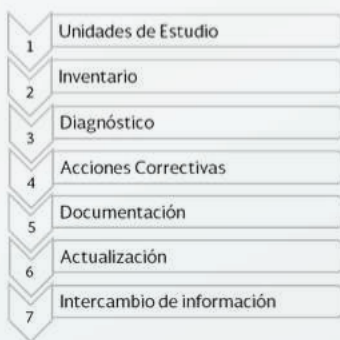 1 Unidades de Estudio
2 Inventario
3 Diagnóstico
4 Acciones Correctivas
5 Documentación
6 Actualización
7 Intercambio de información